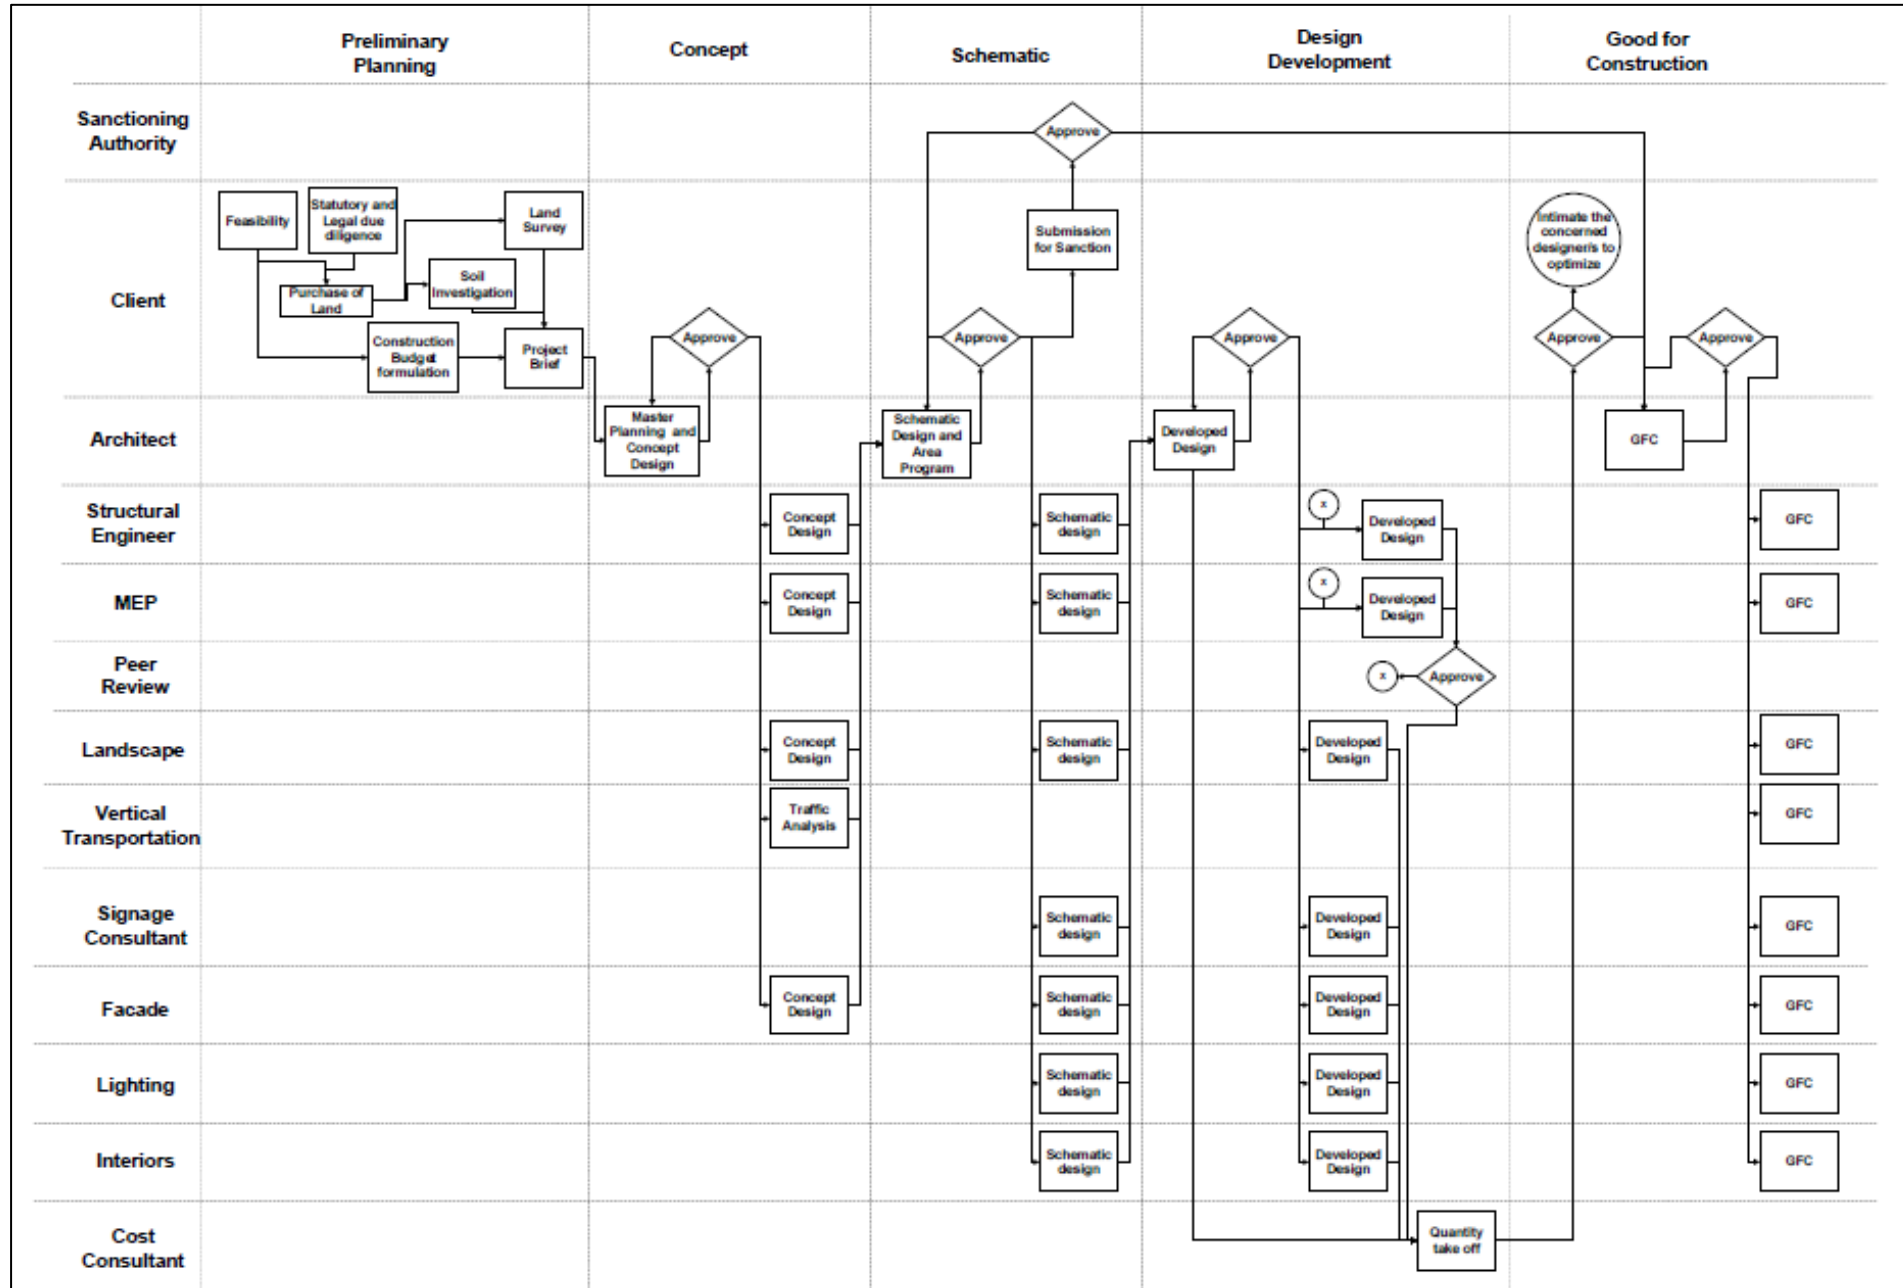 Preliminary
Planning
Concept
Schematic
Design
Development
Good for
Construction
Sanctioning
Authority
Approve
Client
Feasibility
Statutory and
Legal due
diligence
Land
Survey
Purchase of
Land
Soil
Investigation
Construction
Budget
formulation
Project
Brief
Approve
Submission
for Sanction
Approve
Approve
Intimate the
concerned
designer/s to
optimize
Approve
Approve
Architect
Master
Planning and
Concept
Design
Schematic
Design and
Area
Program
Developed
Design
GFC
Structural
Engineer
Concept
Design
Schematic
design
x
Developed
Design
GFC
MEP
Concept
Design
Schematic
design
x
Developed
Design
GFC
Peer
Review
x
Approve
Landscape
Concept
Design
Schematic
design
Developed
Design
GFC
Vertical
Transportation
Traffic
Analysis
GFC
Signage
Consultant
Schematic
design
Developed
Design
GFC
Facade
Concept
Design
Schematic
design
Developed
Design
GFC
Lighting
Schematic
design
Developed
Design
GFC
Interiors
Schematic
design
Developed
Design
GFC
Cost
Consultant
Quantity
take off